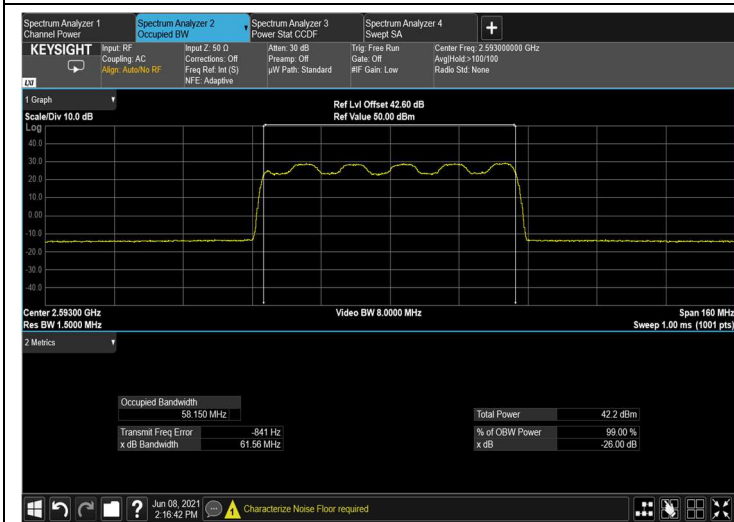 Spectrum Analyzer 1
Channel Power
Spectrum Analyzer 2
Occupied BW
Spectrum Analyzer 3
Power Stat CCDF
Spectrum Analyzer 4
Swept SA
KEYSIGHT
Input: RF
Coupling: AC
Align: Auto/No RF
Input Z: 50 Ω
Corrections: Off
Freq Ref: Int (S)
NFE: Adaptive
Atten: 30 dB
Preamp: Off
µW Path: Standard
Trig: Free Run
Gate: Off
#IF Gain: Low
Center Freq: 2.593000000 GHz
Avg|Hold:>100/100
Radio Std: None
LXI
1 Graph
Scale/Div 10.0 dB
Ref Lvl Offset 42.60 dB
Ref Value 50.00 dBm
Log
40.0
30.0
20.0
10.0
0.00
-10.0
-20.0
-30.0
-40.0
Center 2.59300 GHz
Res BW 1.5000 MHz
Video BW 8.0000 MHz
Span 160 MHz
Sweep 1.00 ms (1001 pts)
2 Metrics
Occupied Bandwidth
58.150 MHz
Transmit Freq Error -841 Hz
x dB Bandwidth 61.56 MHz
Total Power 42.2 dBm
% of OBW Power 99.00 %
x dB -26.00 dB
?
Jun 08, 2021
2:16:42 PM
1
Characterize Noise Floor required